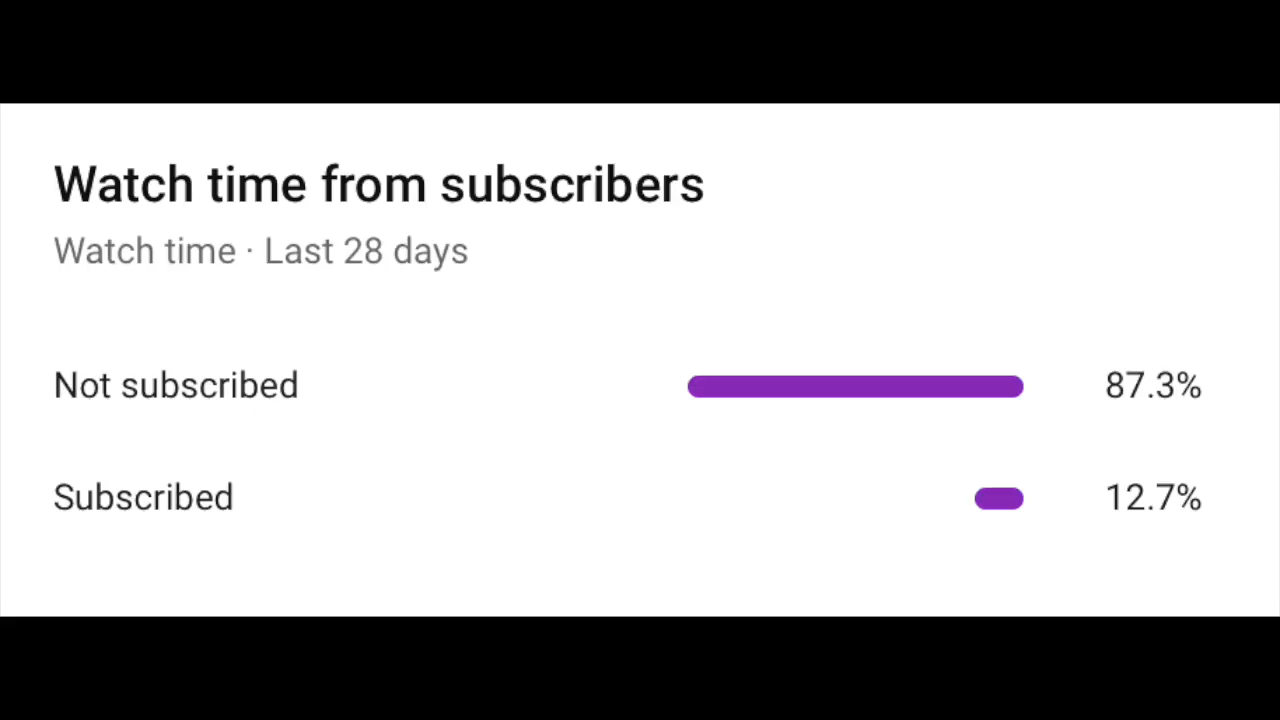 Watch time from subscribers
Watch time · Last 28 days
Not subscribed 87.3%
Subscribed 12.7%